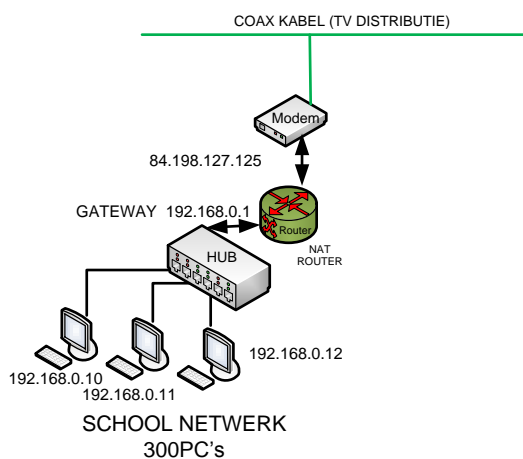 COAX KABEL (TV DISTRIBUTIE)
Modem
84.198.127.125
GATEWAY 192.168.0.1
Router
NAT
ROUTER
HUB
192.168.0.12
192.168.0.10
192.168.0.11
SCHOOL NETWERK
300PC's